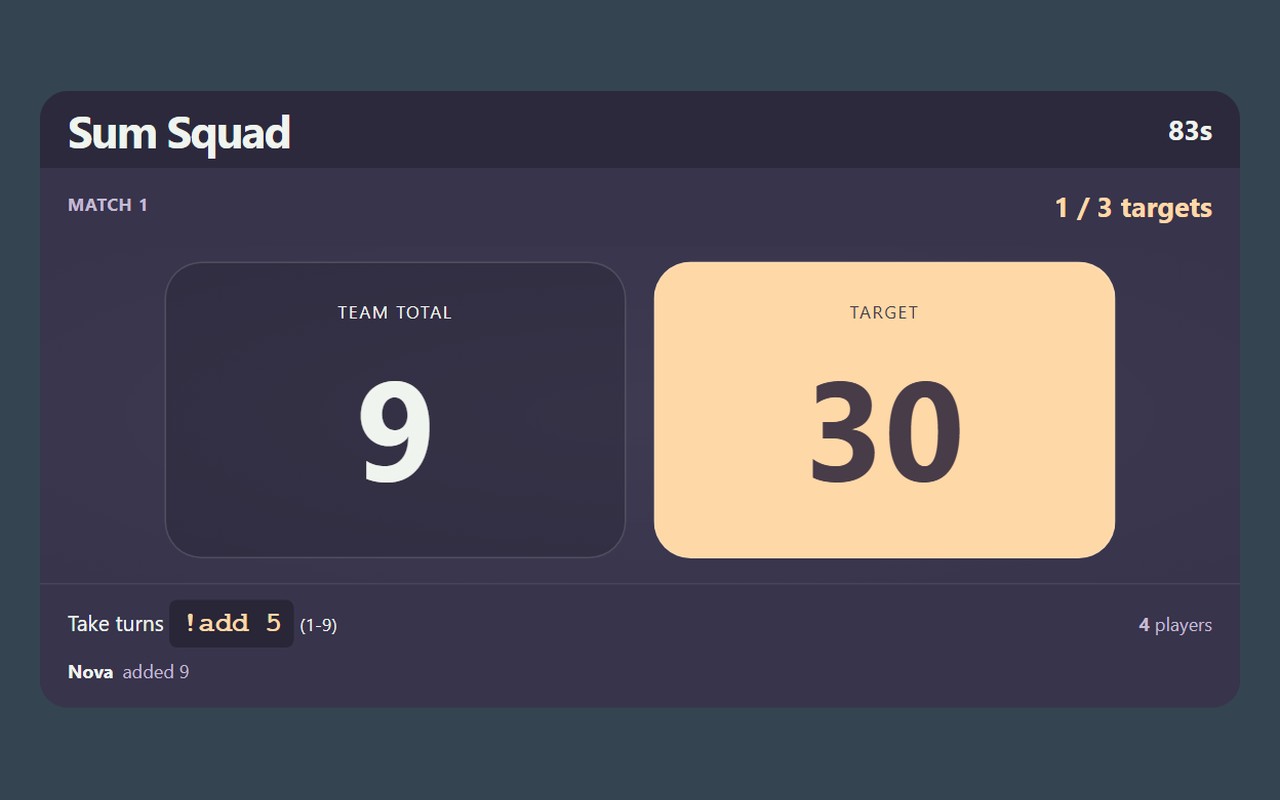 Sum Squad
83s
MATCH 1
1 / 3 targets
TEAM TOTAL
9
TARGET
30
Take turns !add 5 (1-9)
4 players
Nova added 9